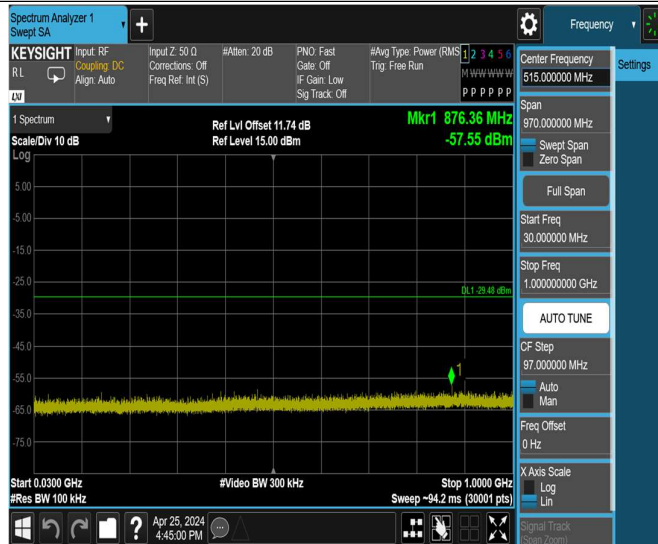 Spectrum Analyzer 1
Swept SA
Frequency
KEYSIGHT
RL
LXI
Input: RF
Coupling: DC
Align: Auto
Input Z: 50 Ω
Corrections: Off
Freq Ref: Int (S)
#Atten: 20 dB
PNO: Fast
Gate: Off
IF Gain: Low
Sig Track: Off
#Avg Type: Power (RMS
Trig: Free Run
1 2 3 4 5 6
M W W W W W
P P P P P P
1 Spectrum
Scale/Div 10 dB
Ref Lvl Offset 11.74 dB
Ref Level 15.00 dBm
Mkr1 876.36 MHz
-57.55 dBm
Log
5.00
-5.00
-15.0
-25.0
DL1 -29.48 dBm
-35.0
-45.0
1
-55.0
-65.0
-75.0
Start 0.0300 GHz
#Video BW 300 kHz
Stop 1.0000 GHz
#Res BW 100 kHz
Sweep ~94.2 ms (30001 pts)
Apr 25, 2024
4:45:00 PM
Center Frequency
515.000000 MHz
Settings
Span
970.000000 MHz
Swept Span
Zero Span
Full Span
Start Freq
30.000000 MHz
Stop Freq
1.000000000 GHz
AUTO TUNE
CF Step
97.000000 MHz
Auto
Man
Freq Offset
0 Hz
X Axis Scale
Log
Lin
Signal Track
(Span Zoom)